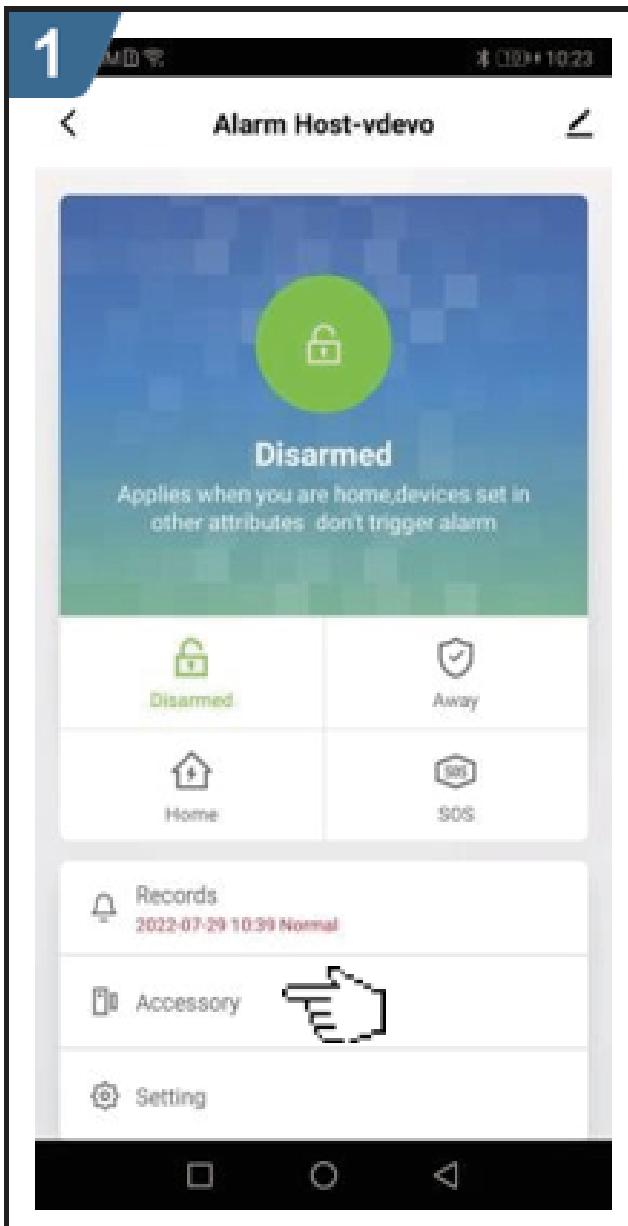 1
10:23
Alarm Host-vdevo
Disarmed
Applies when you are home,devices set in
other attributes don't trigger alarm
Disarmed
Away
Home
SOS
SOS
Records
2022-07-29 10:39 Normal
Accessory
Setting